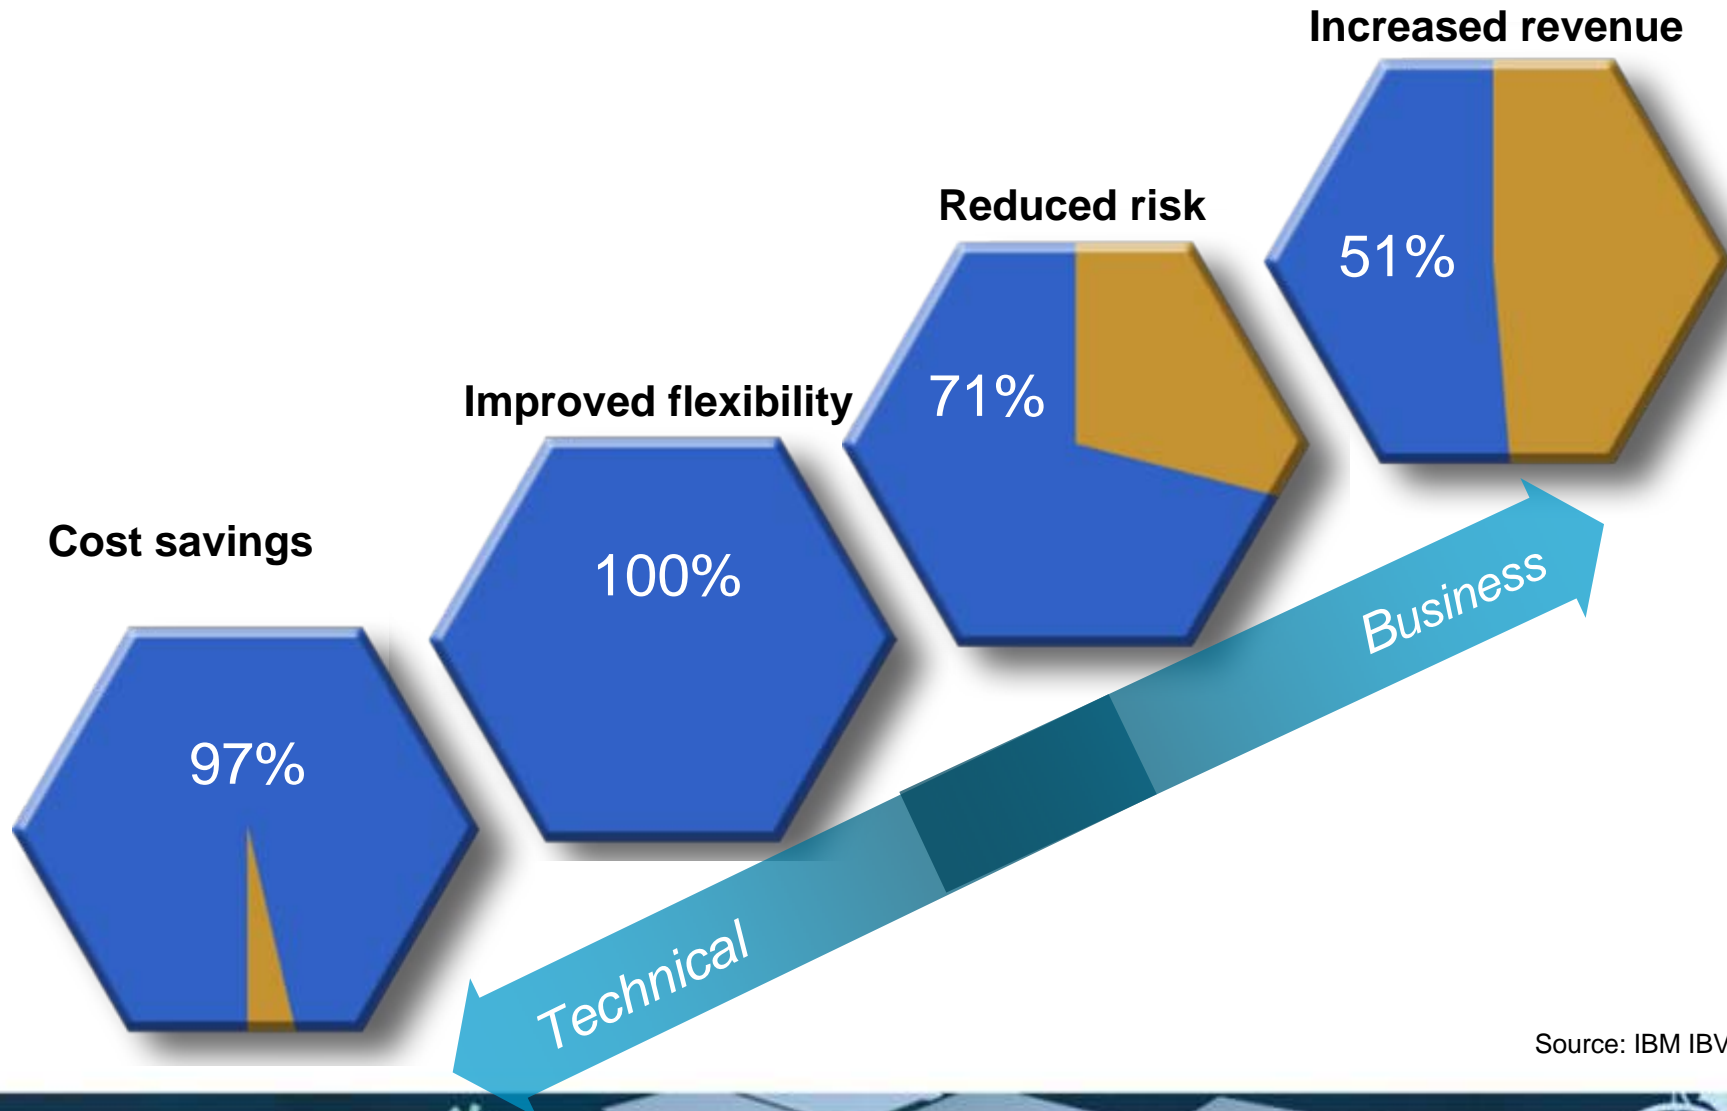 Increased revenue
51%
Reduced risk
71%
Improved flexibility
100%
Cost savings
97%
Business
Technical
Source: IBM IBV